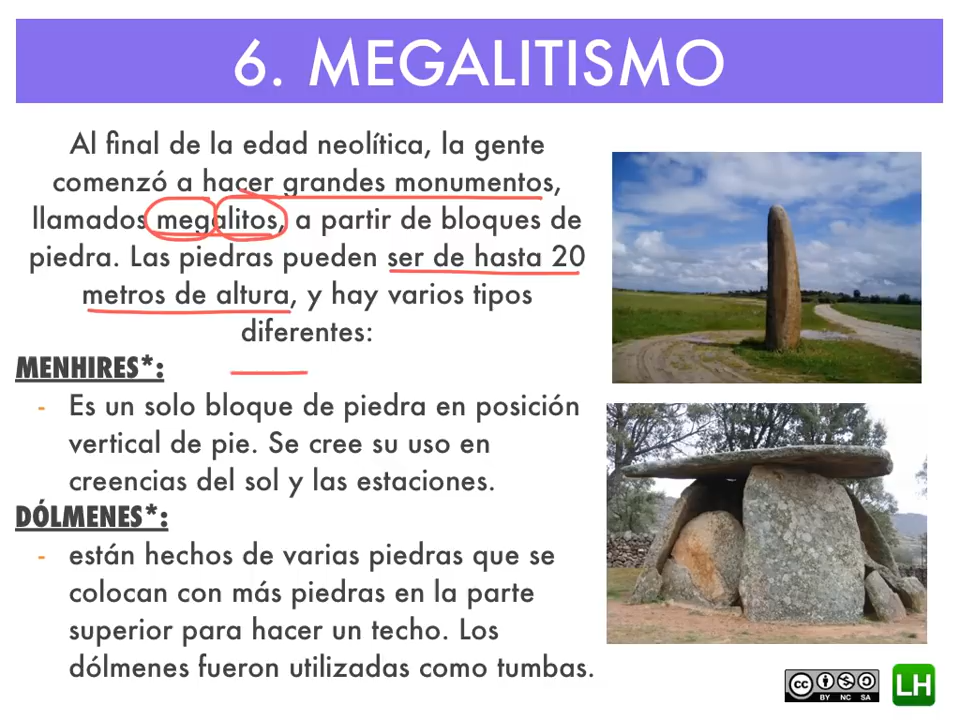 6. MEGALITISMO
Al final de la edad neolítica, la gente
comenzó a hacer grandes monumentos,
llamados megalitos, a partir de bloques de
piedra. Las piedras pueden ser de hasta 20
metros de altura, y hay varios tipos
diferentes:
MENHIRES*:
- Es un solo bloque de piedra en posición
vertical de pie. Se cree su uso en
creencias del sol y las estaciones.
DÓLMENES*:
- están hechos de varias piedras que se
colocan con más piedras en la parte
superior para hacer un techo. Los
dólmenes fueron utilizadas como tumbas.
cc BY NC SA
LH